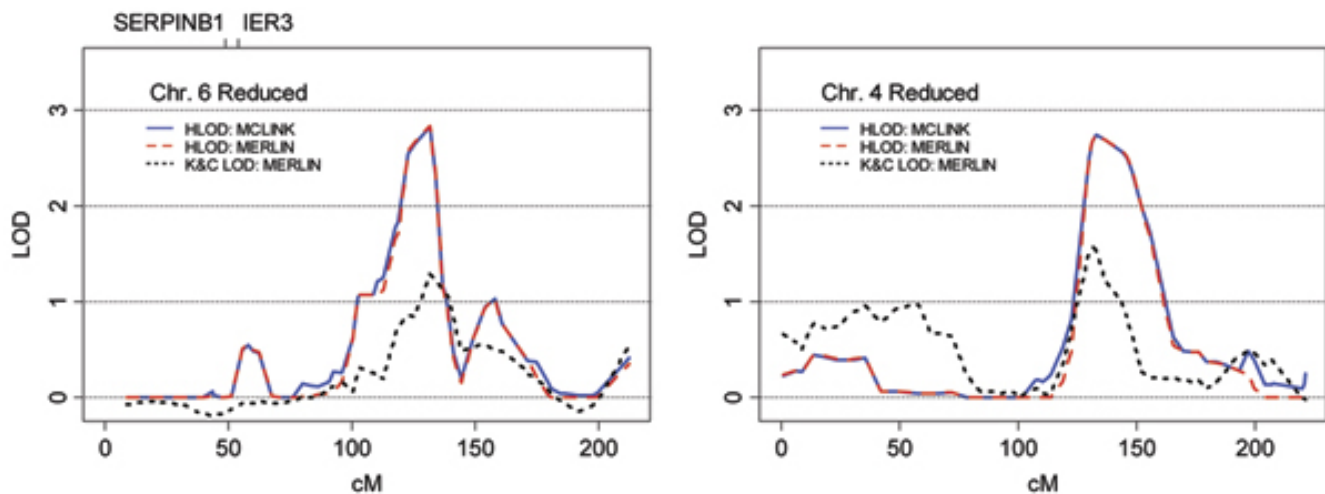 SERPINB1 IER3
Chr. 6 Reduced
HLOD: MCLINK
HLOD: MERLIN
K&C LOD: MERLIN
LOD
3
2
1
0
0 50 100 150 200
cM
Chr. 4 Reduced
HLOD: MCLINK
HLOD: MERLIN
K&C LOD: MERLIN
LOD
3
2
1
0
0 50 100 150 200
cM